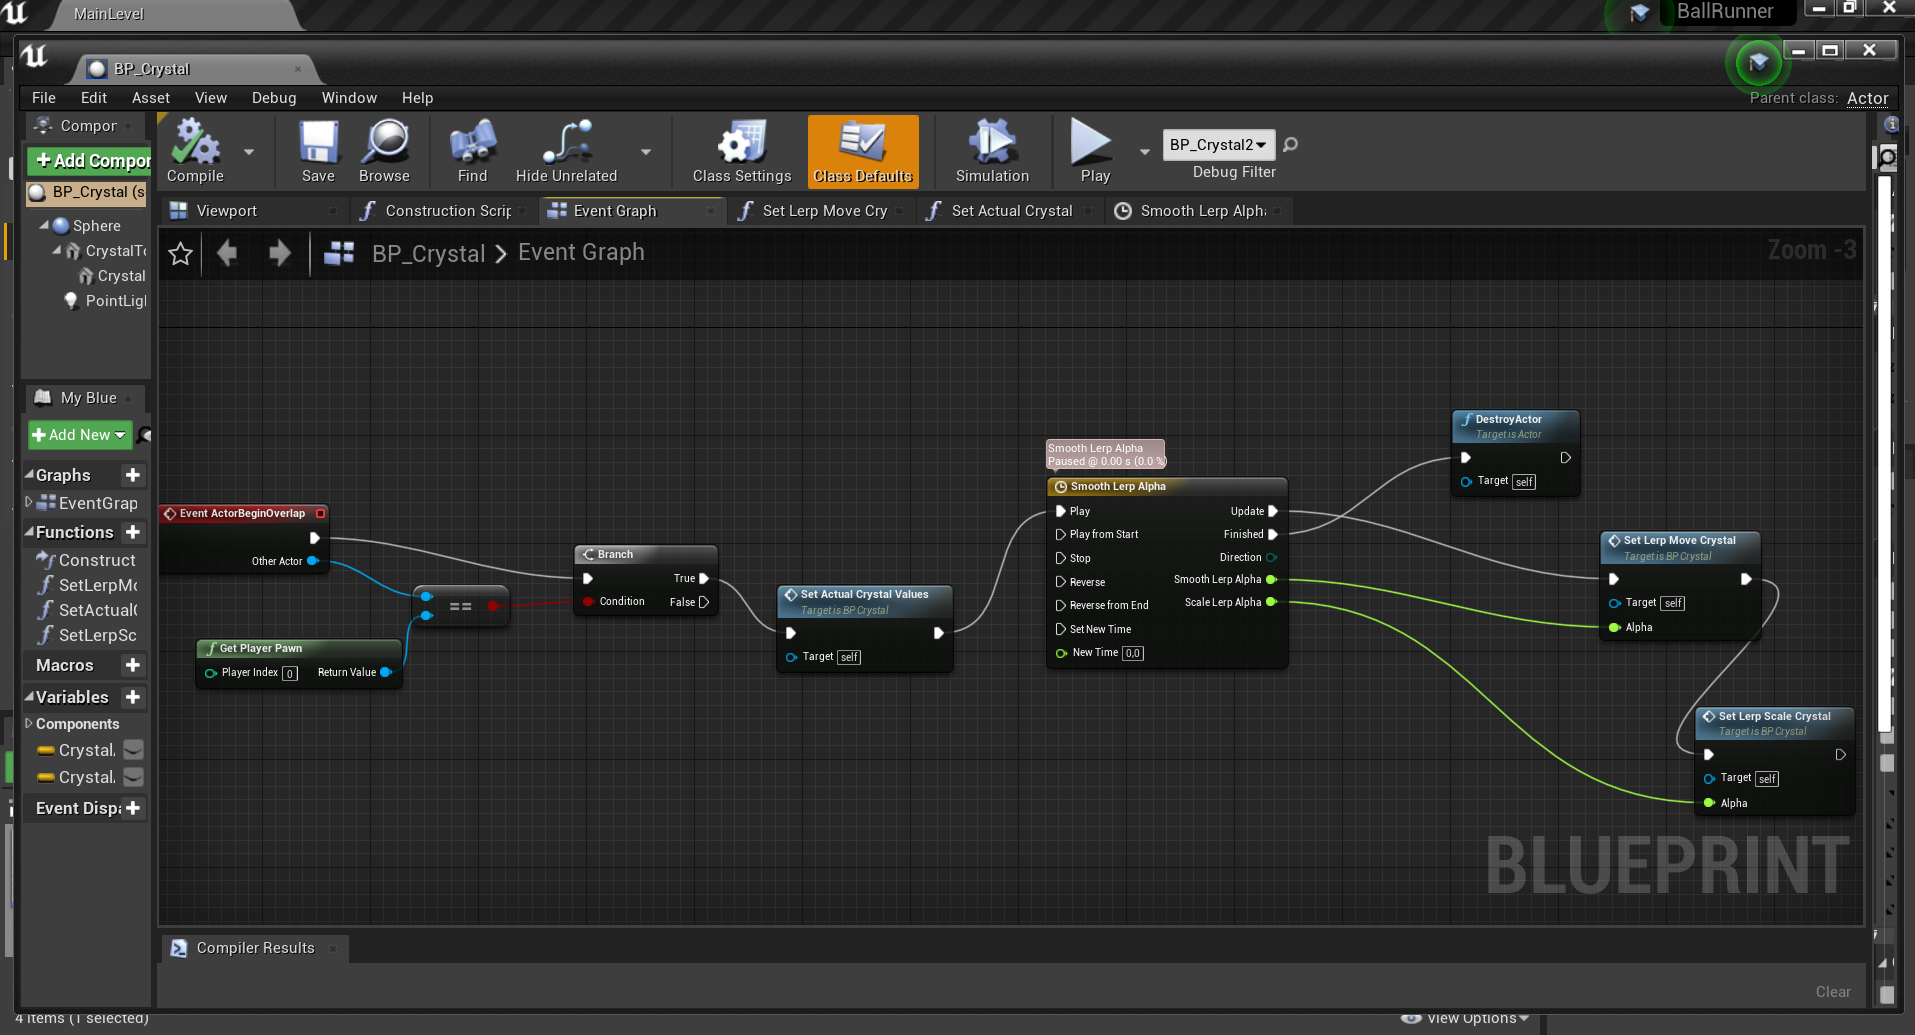 MainLevel
BallRunner
BP_Crystal
File Edit Asset View Debug Window Help
Parent class: Actor
Compor
+ Add Compor
BP_Crystal (s
Sphere
CrystalTo
Crystal
PointLigh
Compile
Save
Browse
Find
Hide Unrelated
Class Settings
Class Defaults
Simulation
Play
BP_Crystal2
Debug Filter
Viewport
Construction Scrip
Event Graph
Set Lerp Move Cry
Set Actual Crystal
Smooth Lerp Alpha
BP_Crystal > Event Graph
Zoom -3
My Blue
+ Add New
Graphs
EventGrap
Functions
Construct
SetLerpMo
SetActualC
SetLerpSc
Macros
Variables
Components
Crystal
Crystal
Event Dispa
Event ActorBeginOverlap
Other Actor
Get Player Pawn
Player Index 0 Return Value
==
Branch
True
Condition False
Set Actual Crystal Values
Target is BP Crystal
Target self
Smooth Lerp Alpha
Paused @ 0.00 s (0.0 %)
Smooth Lerp Alpha
Play Update
Play from Start Finished
Stop Direction
Reverse Smooth Lerp Alpha
Reverse from End Scale Lerp Alpha
Set New Time
New Time 0,0
DestroyActor
Target is Actor
Target self
Set Lerp Move Crystal
Target is BP Crystal
Target self
Alpha
Set Lerp Scale Crystal
Target is BP Crystal
Target self
Alpha
BLUEPRINT
Compiler Results
Clear
4 items (1 selected)
View Options